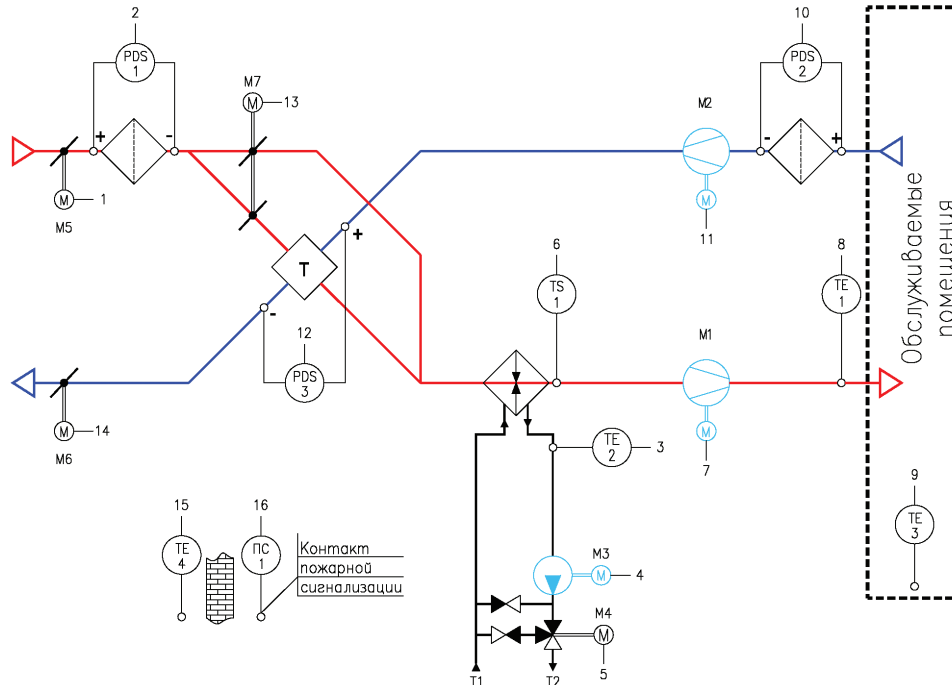 2
10
PDS
1
PDS
2
M7
M
13
M2
+
-
-
+
M
1
M5
M
11
+
T
-
12
PDS
3
6
TS
1
8
TE
1
M1
Обслуживаемые
помещения
M
14
M6
M
7
TE
2
3
15
16
9
TE
4
ПС
1
Контакт
пожарной
сигнализации
TE
3
M3
M
4
M4
M
5
T1
T2